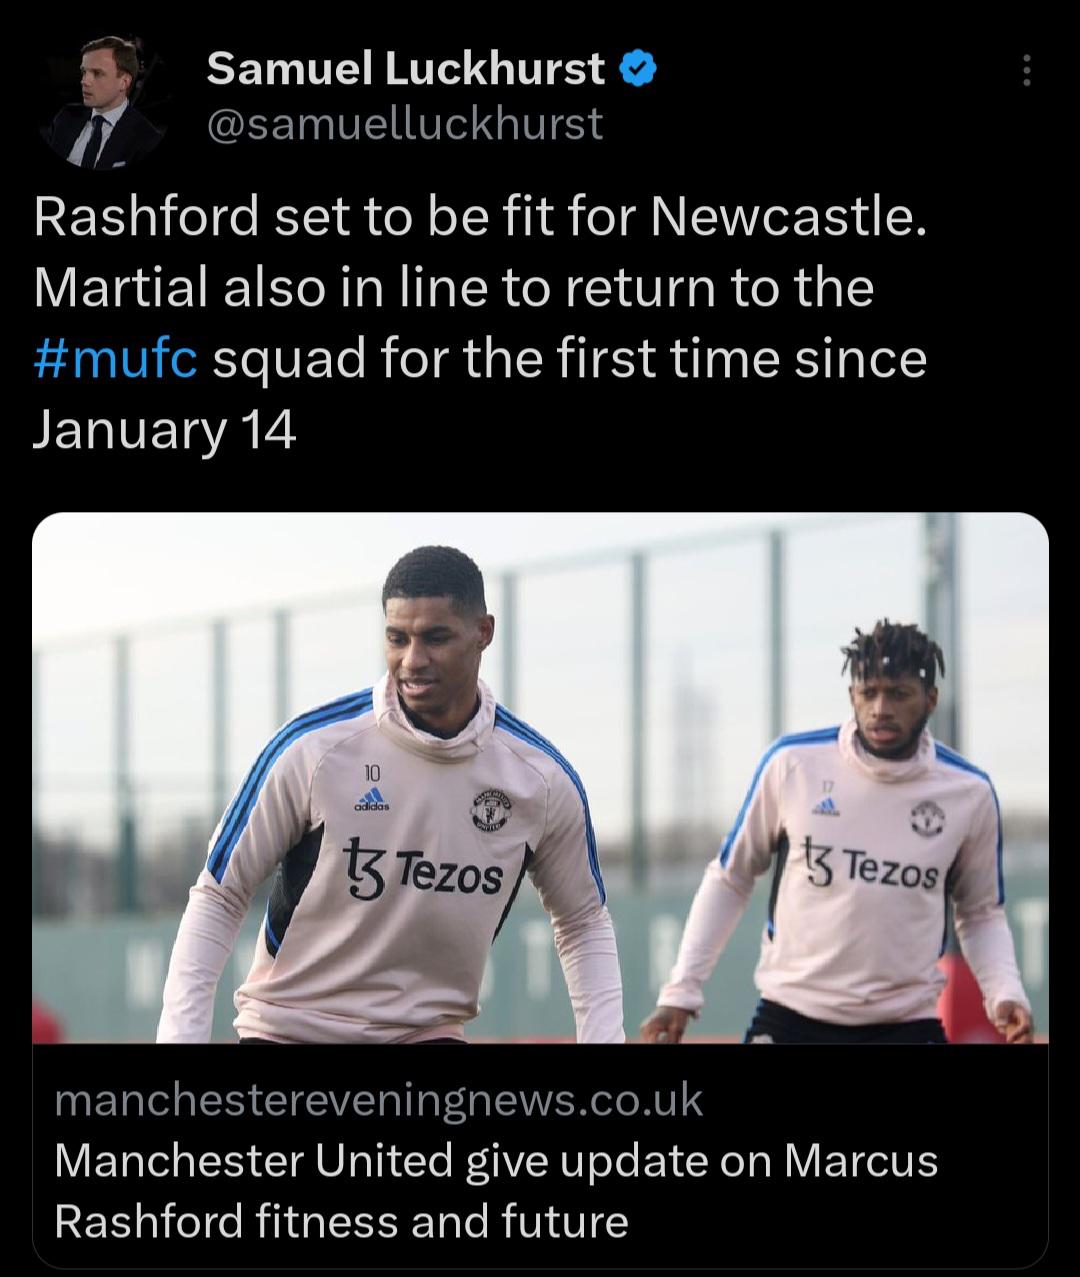 Samuel Luckhurst
@samuelluckhurst
Rashford set to be fit for Newcastle.
Martial also in line to return to the
#mufc squad for the first time since
January 14
10
adidas
Tezos
17
adidas
Tezos
manchestereveningnews.co.uk
Manchester United give update on Marcus
Rashford fitness and future